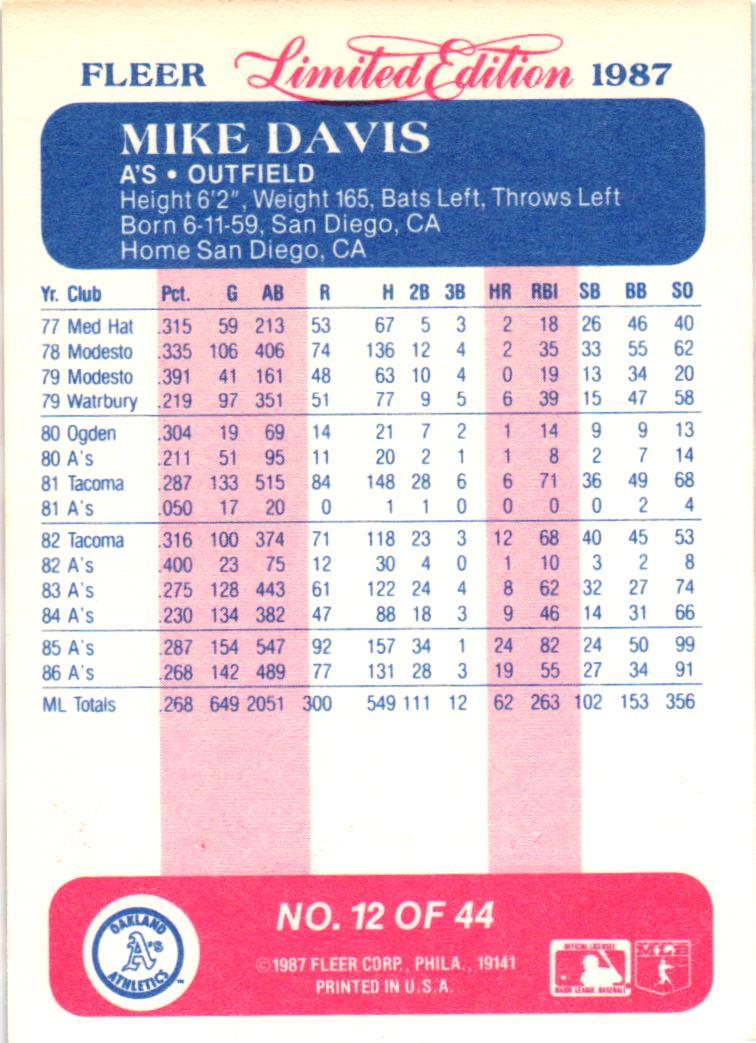 FLEER Limited Edition 1987
MIKE DAVIS
A'S • OUTFIELD
Height 6'2", Weight 165, Bats Left, Throws Left
Born 6-11-59, San Diego, CA
Home San Diego, CA
Yr. Club Pct. G AB R H 2B 3B HR RBI SB BB SO
77 Med Hat .315 59 213 53 67 5 3 2 18 26 46 40
78 Modesto .335 106 406 74 136 12 4 2 35 33 55 62
79 Modesto .391 41 161 48 63 10 4 0 19 13 34 20
79 Watrbury .219 97 351 51 77 9 5 6 39 15 47 58
80 Ogden .304 19 69 14 21 7 2 1 14 9 9 13
80 A's .211 51 95 11 20 2 1 1 8 2 7 14
81 Tacoma .287 133 515 84 148 28 6 6 71 36 49 68
81 A's .050 17 20 0 1 1 0 0 0 0 2 4
82 Tacoma .316 100 374 71 118 23 3 12 68 40 45 53
82 A's .400 23 75 12 30 4 0 1 10 3 2 8
83 A's .275 128 443 61 122 24 4 8 62 32 27 74
84 A's .230 134 382 47 88 18 3 9 46 14 31 66
85 A's .287 154 547 92 157 34 1 24 82 24 50 99
86 A's .268 142 489 77 131 28 3 19 55 27 34 91
ML Totals .268 649 2051 300 549 111 12 62 263 102 153 356
NO. 12 OF 44
©1987 FLEER CORP., PHILA., 19141
PRINTED IN U.S.A.
OAKLAND
A's
ATHLETICS ™
OFFICIAL LICENSEE
MAJOR LEAGUE BASEBALL